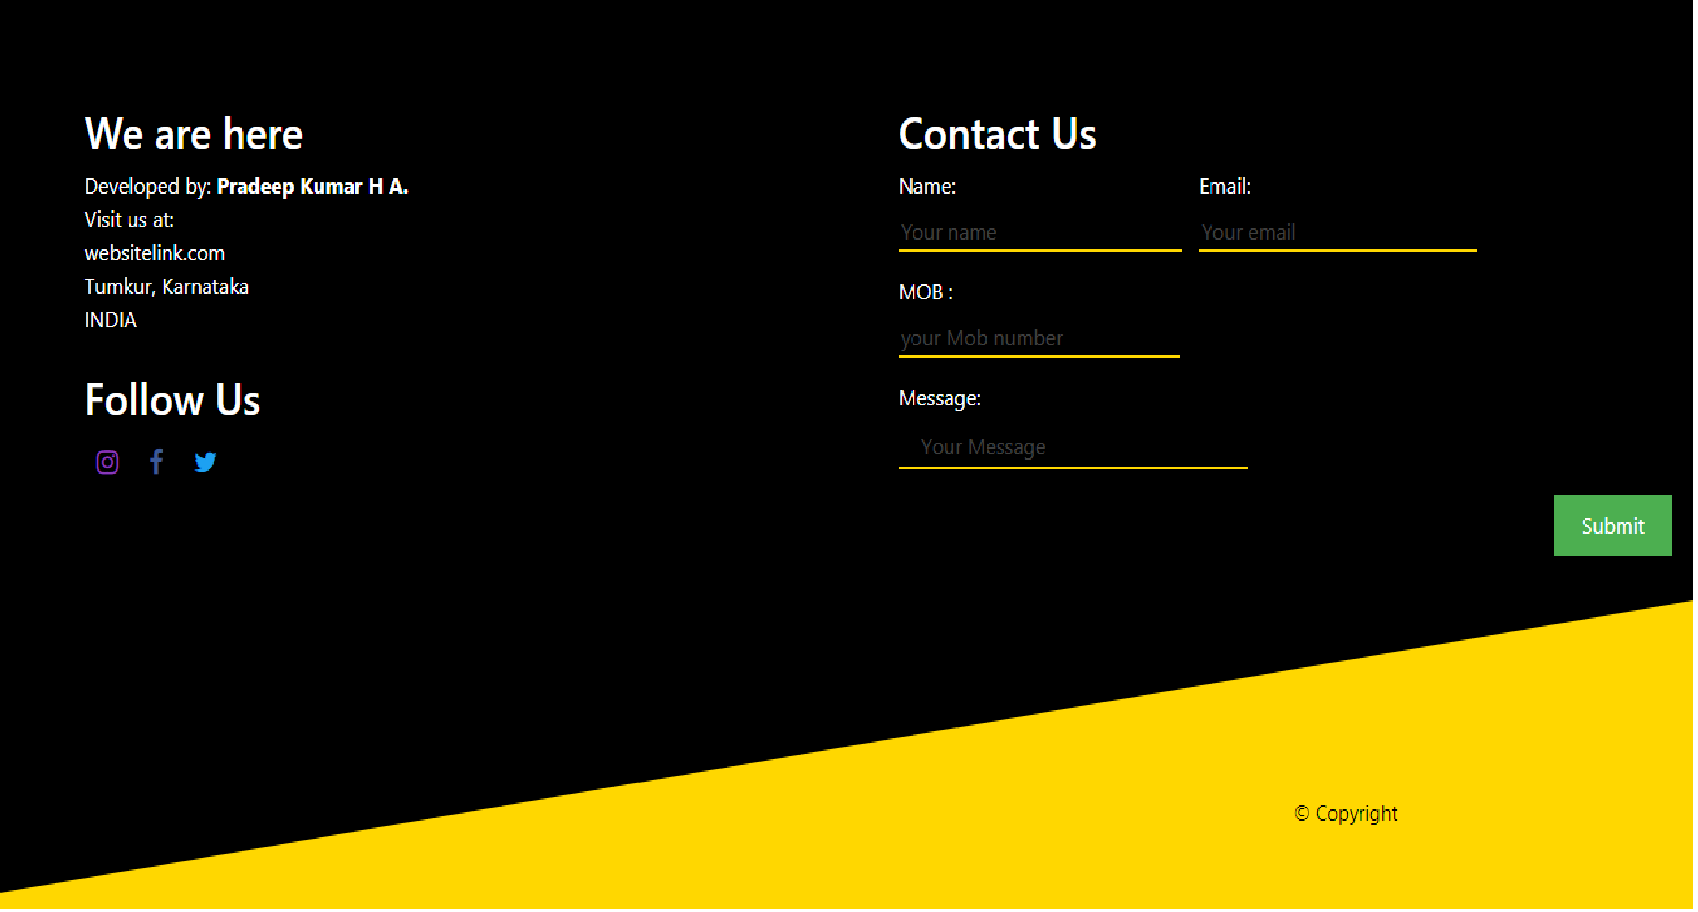 We are here
Developed by: Pradeep Kumar H A.
Visit us at:
websitelink.com
Tumkur, Karnataka
INDIA
Follow Us
Contact Us
Name:
Email:
Your name
Your email
MOB :
your Mob number
Message:
Your Message
Submit
© Copyright